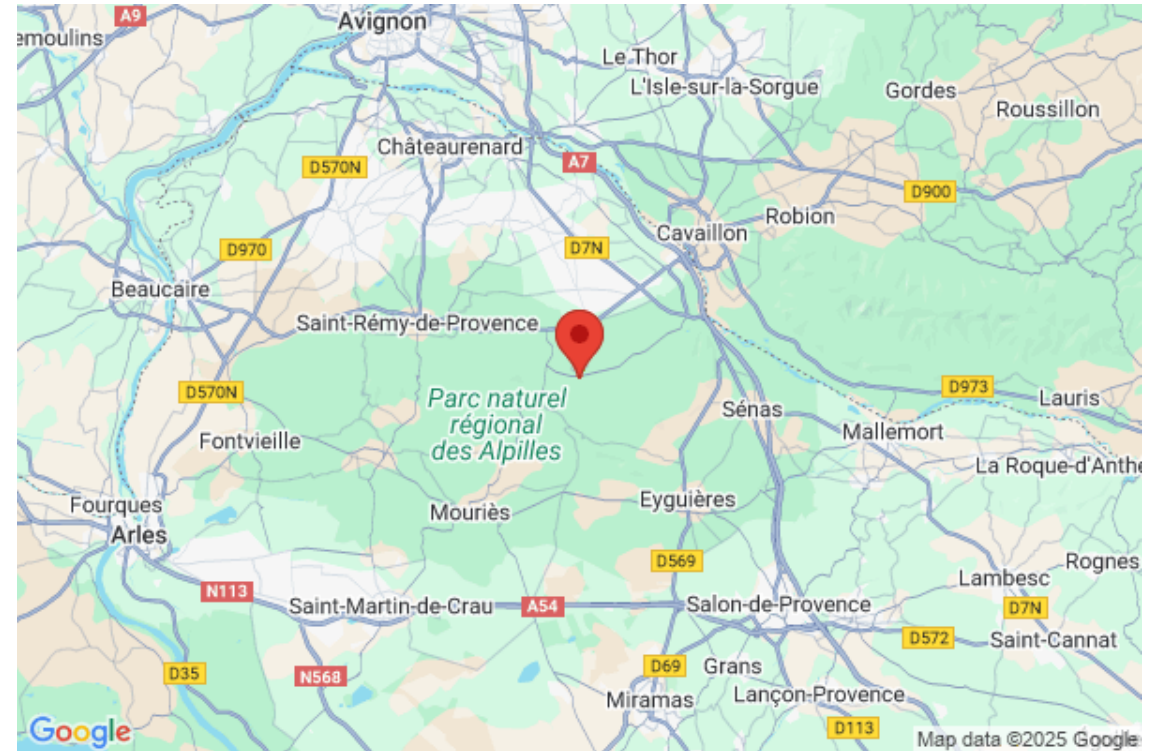 A9
Avignon
emoulins
Le Thor
L'Isle-sur-la-Sorgue
Gordes
Roussillon
Châteaurenard
A7
D570N
D900
Robion
Cavaillon
D970
D7N
Beaucaire
Saint-Rémy-de-Provence
D570N
Parc naturel
régional
des Alpilles
D973
Lauris
Sénas
Mallemort
Fontvieille
La Roque-d'Anthe
Eyguières
Fourques
Mouriès
Arles
D569
Rognes
Lambesc
N113
Saint-Martin-de-Crau
A54
Salon-de-Provence
D7N
D572
Saint-Cannat
D35
N568
D69
Grans
Miramas
Lançon-Provence
D113
Google
Map data ©2025 Google